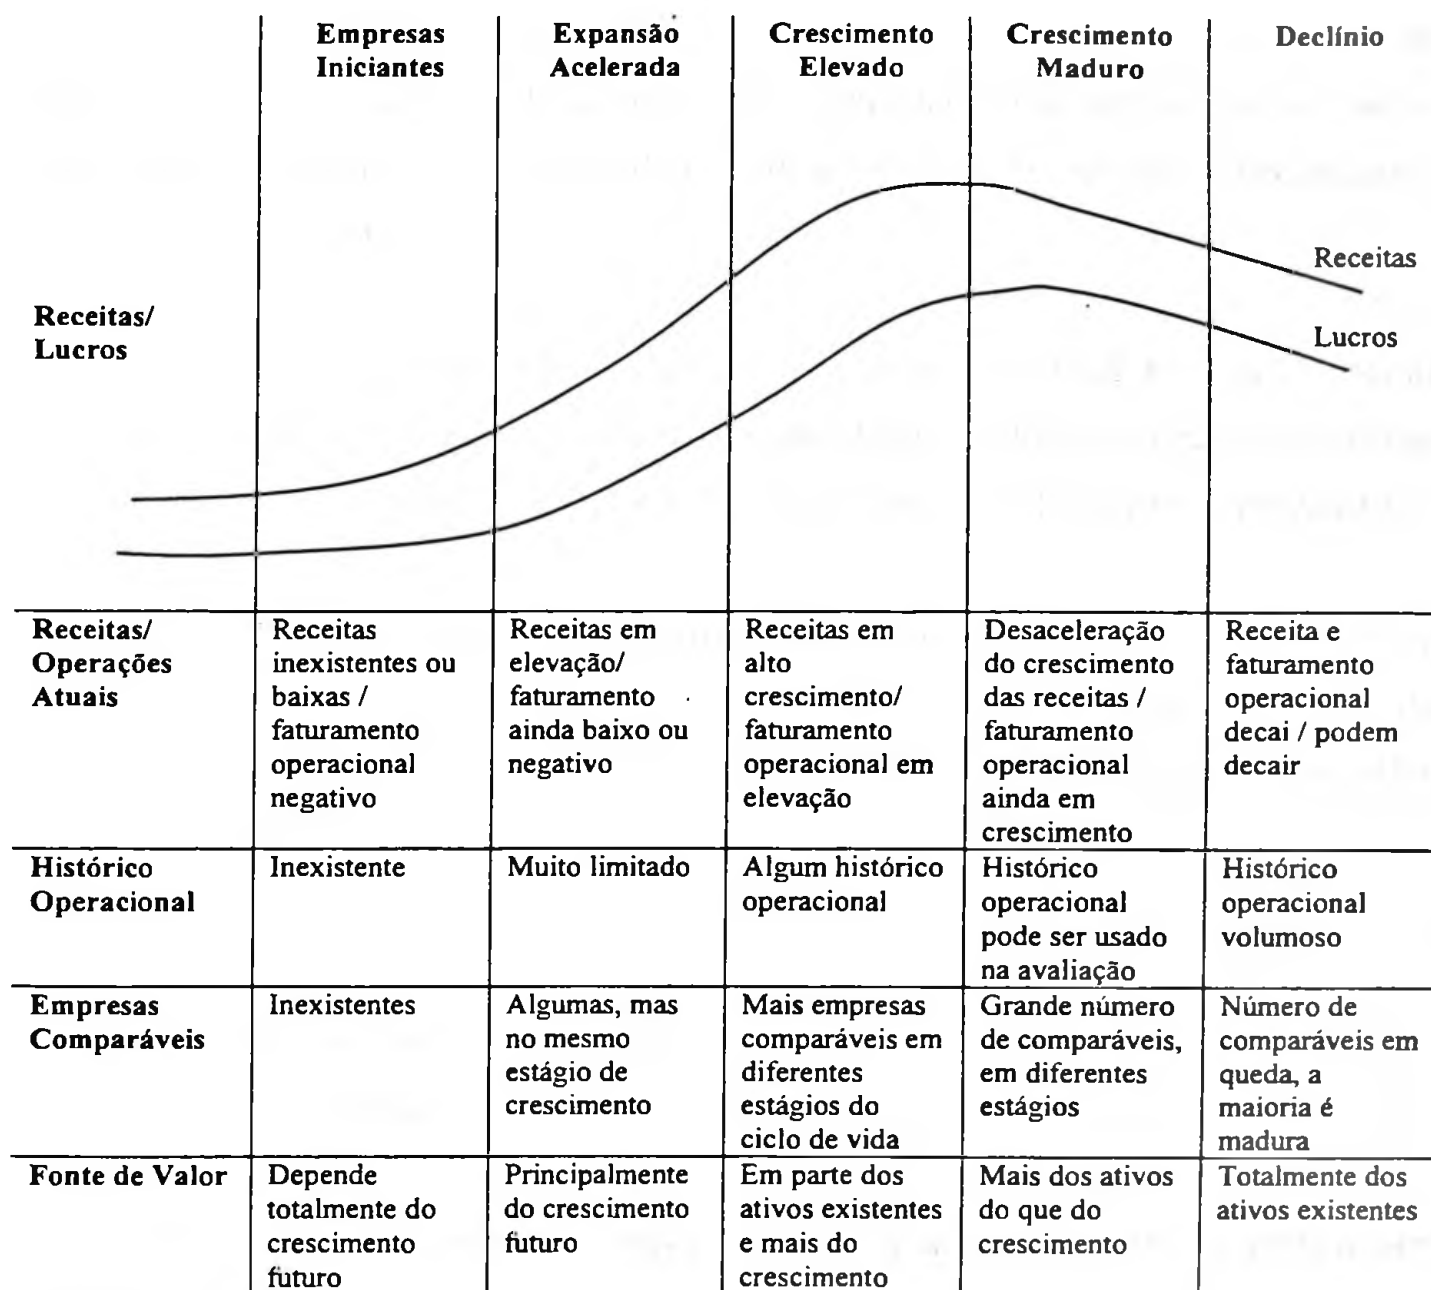 Empresas
Iniciantes
Expansão
Acelerada
Crescimento
Elevado
Crescimento
Maduro
Declínio
Receitas/
Lucros
Receitas
Lucros
Receitas/
Operações
Atuais
Receitas
inexistentes ou
baixas /
faturamento
operacional
negativo
Receitas em
elevação/
faturamento
ainda baixo ou
negativo
Receitas em
alto
crescimento/
faturamento
operacional em
elevação
Desaceleração
do crescimento
das receitas /
faturamento
operacional
ainda em
crescimento
Receita e
faturamento
operacional
decai / podem
decair
Histórico
Operacional
Inexistente
Muito limitado
Algum histórico
operacional
Histórico
operacional
pode ser usado
na avaliação
Histórico
operacional
volumoso
Empresas
Comparáveis
Inexistentes
Algumas, mas
no mesmo
estágio de
crescimento
Mais empresas
comparáveis em
diferentes
estágios do
ciclo de vida
Grande número
de comparáveis,
em diferentes
estágios
Número de
comparáveis em
queda, a
maioria é
madura
Fonte de Valor
Depende
totalmente do
crescimento
futuro
Principalmente
do crescimento
futuro
Em parte dos
ativos existentes
e mais do
crescimento
Mais dos ativos
do que do
crescimento
Totalmente dos
ativos existentes